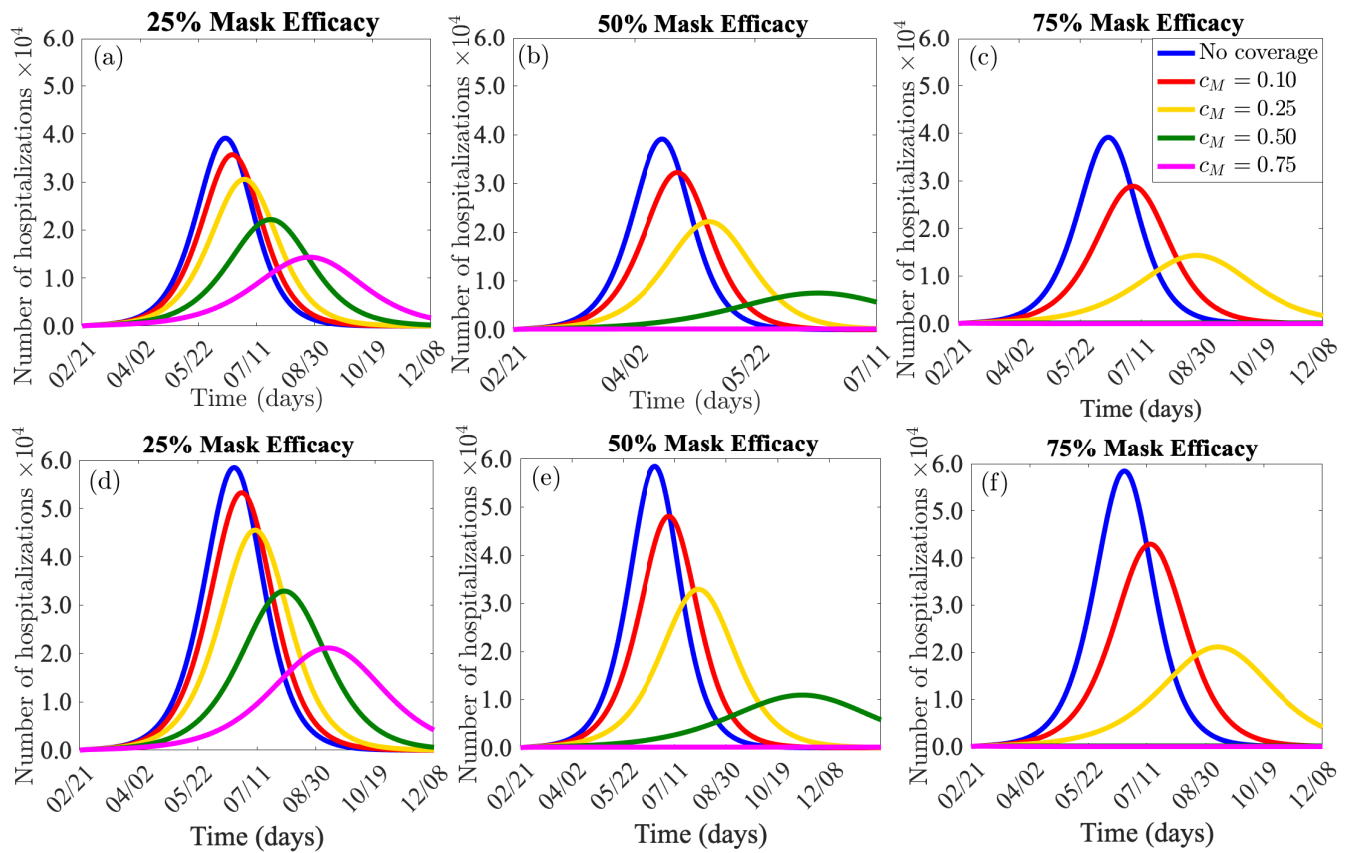 25% Mask Efficacy
(a)
Number of hospitalizations ×10^4
6.0
5.0
4.0
3.0
2.0
1.0
0.0
02/21 04/02 05/22 07/11 08/30 10/19 12/08
Time (days)
50% Mask Efficacy
(b)
Number of hospitalizations ×10^4
6.0
5.0
4.0
3.0
2.0
1.0
0.0
02/21 04/02 05/22 07/11
Time (days)
75% Mask Efficacy
(c)
Number of hospitalizations ×10^4
6.0
5.0
4.0
3.0
2.0
1.0
0.0
02/21 04/02 05/22 07/11 08/30 10/19 12/08
Time (days)
No coverage
c_M = 0.10
c_M = 0.25
c_M = 0.50
c_M = 0.75
25% Mask Efficacy
(d)
Number of hospitalizations ×10^4
6.0
5.0
4.0
3.0
2.0
1.0
0.0
02/21 04/02 05/22 07/11 08/30 10/19 12/08
Time (days)
50% Mask Efficacy
(e)
Number of hospitalizations ×10^4
6.0
5.0
4.0
3.0
2.0
1.0
0.0
02/21 04/02 05/22 07/11 08/30 10/19 12/08
Time (days)
75% Mask Efficacy
(f)
Number of hospitalizations ×10^4
6.0
5.0
4.0
3.0
2.0
1.0
0.0
02/21 04/02 05/22 07/11 08/30 10/19 12/08
Time (days)